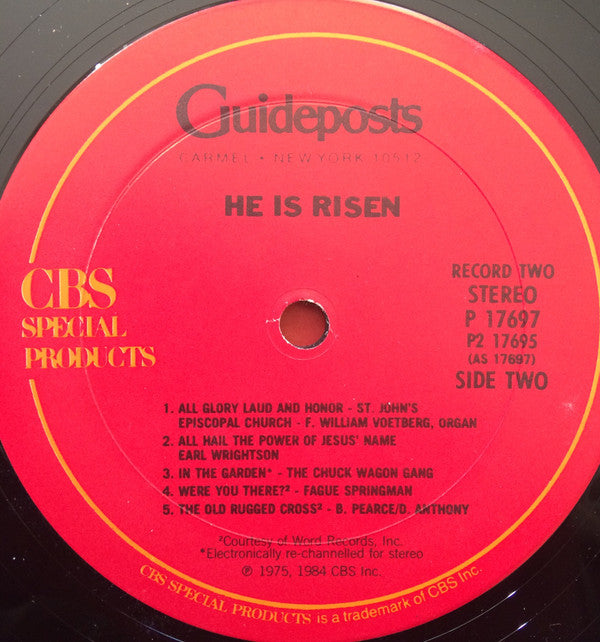 Guideposts
CARMEL • NEW YORK 10512
HE IS RISEN
CBS
SPECIAL
PRODUCTS
RECORD TWO
STEREO
P 17697
P2 17695
(AS 17697)
SIDE TWO
1. ALL GLORY LAUD AND HONOR - ST. JOHN'S
EPISCOPAL CHURCH - F. WILLIAM VOETBERG, ORGAN
2. ALL HAIL THE POWER OF JESUS' NAME
EARL WRIGHTSON
3. IN THE GARDEN* - THE CHUCK WAGON GANG
4. WERE YOU THERE?² - FAGUE SPRINGMAN
5. THE OLD RUGGED CROSS² - B. PEARCE/D. ANTHONY
²Courtesy of Word Records, Inc.
*Electronically re-channelled for stereo
℗ 1975, 1984 CBS Inc.
CBS SPECIAL PRODUCTS is a trademark of CBS Inc.